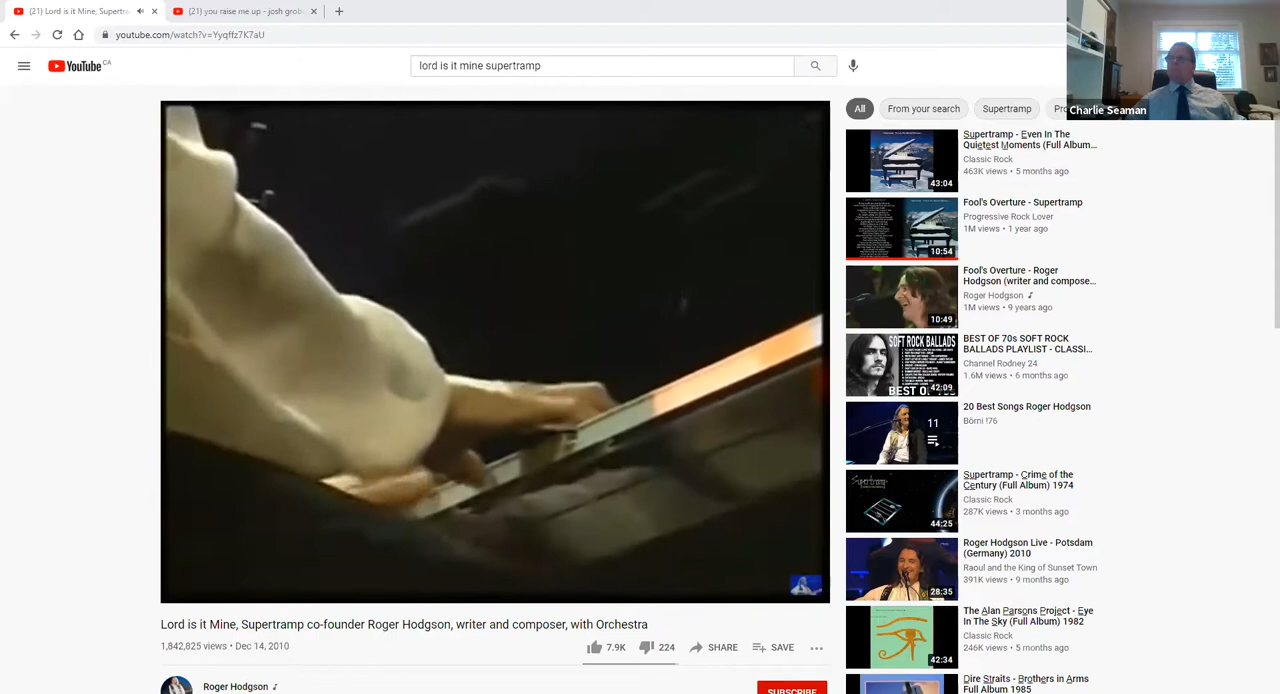 (21) Lord is it Mine, Supertra
(21) you raise me up - josh grob
youtube.com/watch?v=Yyqffz7K7aU
YouTube CA
lord is it mine supertramp
Charlie Seaman
All
From your search
Supertramp
Supertramp - Even In The
Quietest Moments (Full Album...
Classic Rock
463K views • 5 months ago
43:04
Fool's Overture - Supertramp
Progressive Rock Lover
1M views • 1 year ago
10:54
Fool's Overture - Roger
Hodgson (writer and compose...
Roger Hodgson
1M views • 9 years ago
10:49
SOFT ROCK
BALLADS
BEST OF
42:09
BEST OF 70s SOFT ROCK
BALLADS PLAYLIST - CLASSI...
Channel Rodney 24
1.6M views • 6 months ago
11
20 Best Songs Roger Hodgson
Börni !76
Supertramp
44:25
Supertramp - Crime of the
Century (Full Album) 1974
Classic Rock
287K views • 3 months ago
28:35
Roger Hodgson Live - Potsdam
(Germany) 2010
Raoul and the King of Sunset Town
391K views • 9 months ago
42:34
The Alan Parsons Project - Eye
In The Sky (Full Album) 1982
Classic Rock
246K views • 5 months ago
Dire Straits - Brothers in Arms
Full Album 1985
Lord is it Mine, Supertramp co-founder Roger Hodgson, writer and composer, with Orchestra
1,842,825 views • Dec 14, 2010
7.9K
224
SHARE
SAVE
Roger Hodgson
SUBSCRIBE